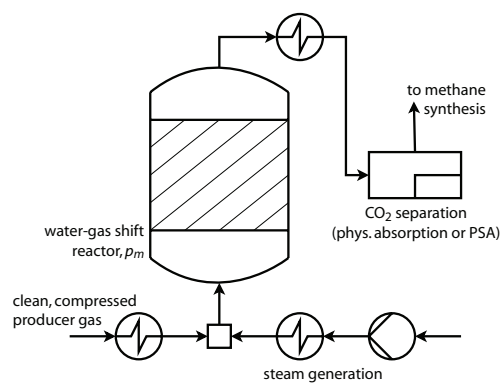 to methane
synthesis
CO₂ separation
(phys. absorption or PSA)
water-gas shift
reactor, pₘ
clean, compressed
producer gas
steam generation